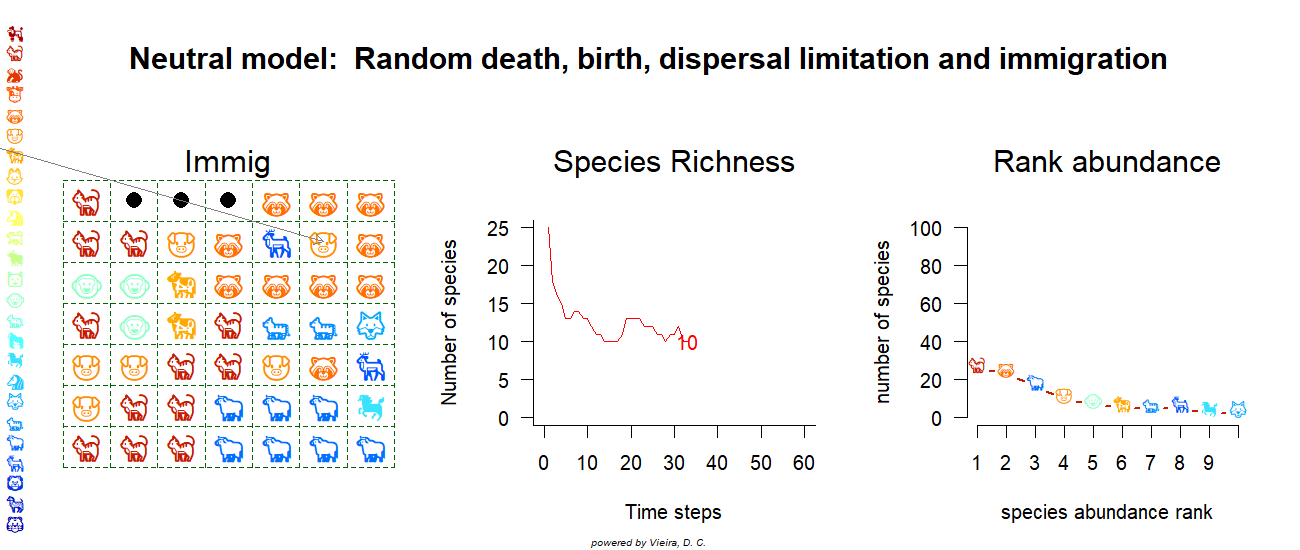 Neutral model:  Random death, birth, dispersal limitation and immigration
Immig
Species Richness
Number of species
25
20
15
10
5
0
10
0 10 20 30 40 50 60
Time steps
Rank abundance
number of species
100
80
60
40
20
0
1 2 3 4 5 6 7 8 9
species abundance rank
powered by Vieira, D. C.